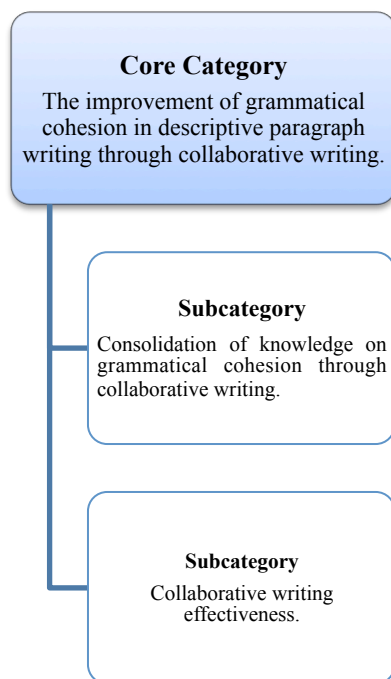 Core Category
The improvement of grammatical
cohesion in descriptive paragraph
writing through collaborative writing.
Subcategory
Consolidation of knowledge on
grammatical cohesion through
collaborative writing.
Subcategory
Collaborative writing
effectiveness.